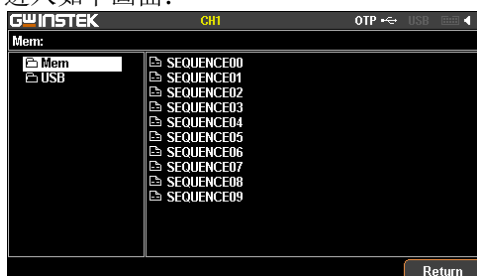 进入如下画面:
GWINSTEK CH1 OTP USB
Mem:
Mem
USB
SEQUENCE00
SEQUENCE01
SEQUENCE02
SEQUENCE03
SEQUENCE04
SEQUENCE05
SEQUENCE06
SEQUENCE07
SEQUENCE08
SEQUENCE09
Return